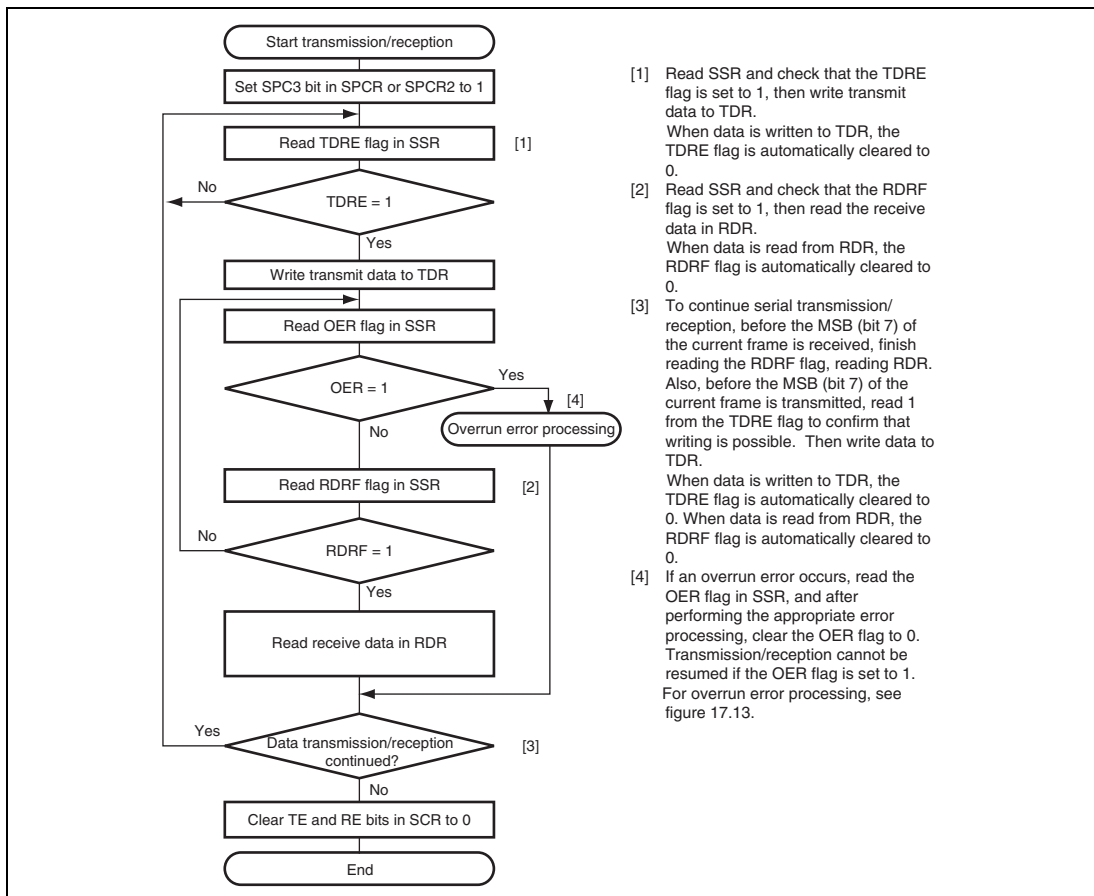 Start transmission/reception
Set SPC3 bit in SPCR or SPCR2 to 1
Read TDRE flag in SSR
[1]
No
TDRE = 1
Yes
Write transmit data to TDR
Read OER flag in SSR
OER = 1
Yes
[4]
Overrun error processing
No
Read RDRF flag in SSR
[2]
No
RDRF = 1
Yes
Read receive data in RDR
Yes
Data transmission/reception
continued?
[3]
No
Clear TE and RE bits in SCR to 0
End
[1] Read SSR and check that the TDRE
flag is set to 1, then write transmit
data to TDR.
When data is written to TDR, the
TDRE flag is automatically cleared to
0.
[2] Read SSR and check that the RDRF
flag is set to 1, then read the receive
data in RDR.
When data is read from RDR, the
RDRF flag is automatically cleared to
0.
[3] To continue serial transmission/
reception, before the MSB (bit 7) of
the current frame is received, finish
reading the RDRF flag, reading RDR.
Also, before the MSB (bit 7) of the
current frame is transmitted, read 1
from the TDRE flag to confirm that
writing is possible. Then write data to
TDR.
When data is written to TDR, the
TDRE flag is automatically cleared to
0. When data is read from RDR, the
RDRF flag is automatically cleared to
0.
[4] If an overrun error occurs, read the
OER flag in SSR, and after
performing the appropriate error
processing, clear the OER flag to 0.
Transmission/reception cannot be
resumed if the OER flag is set to 1.
For overrun error processing, see
figure 17.13.